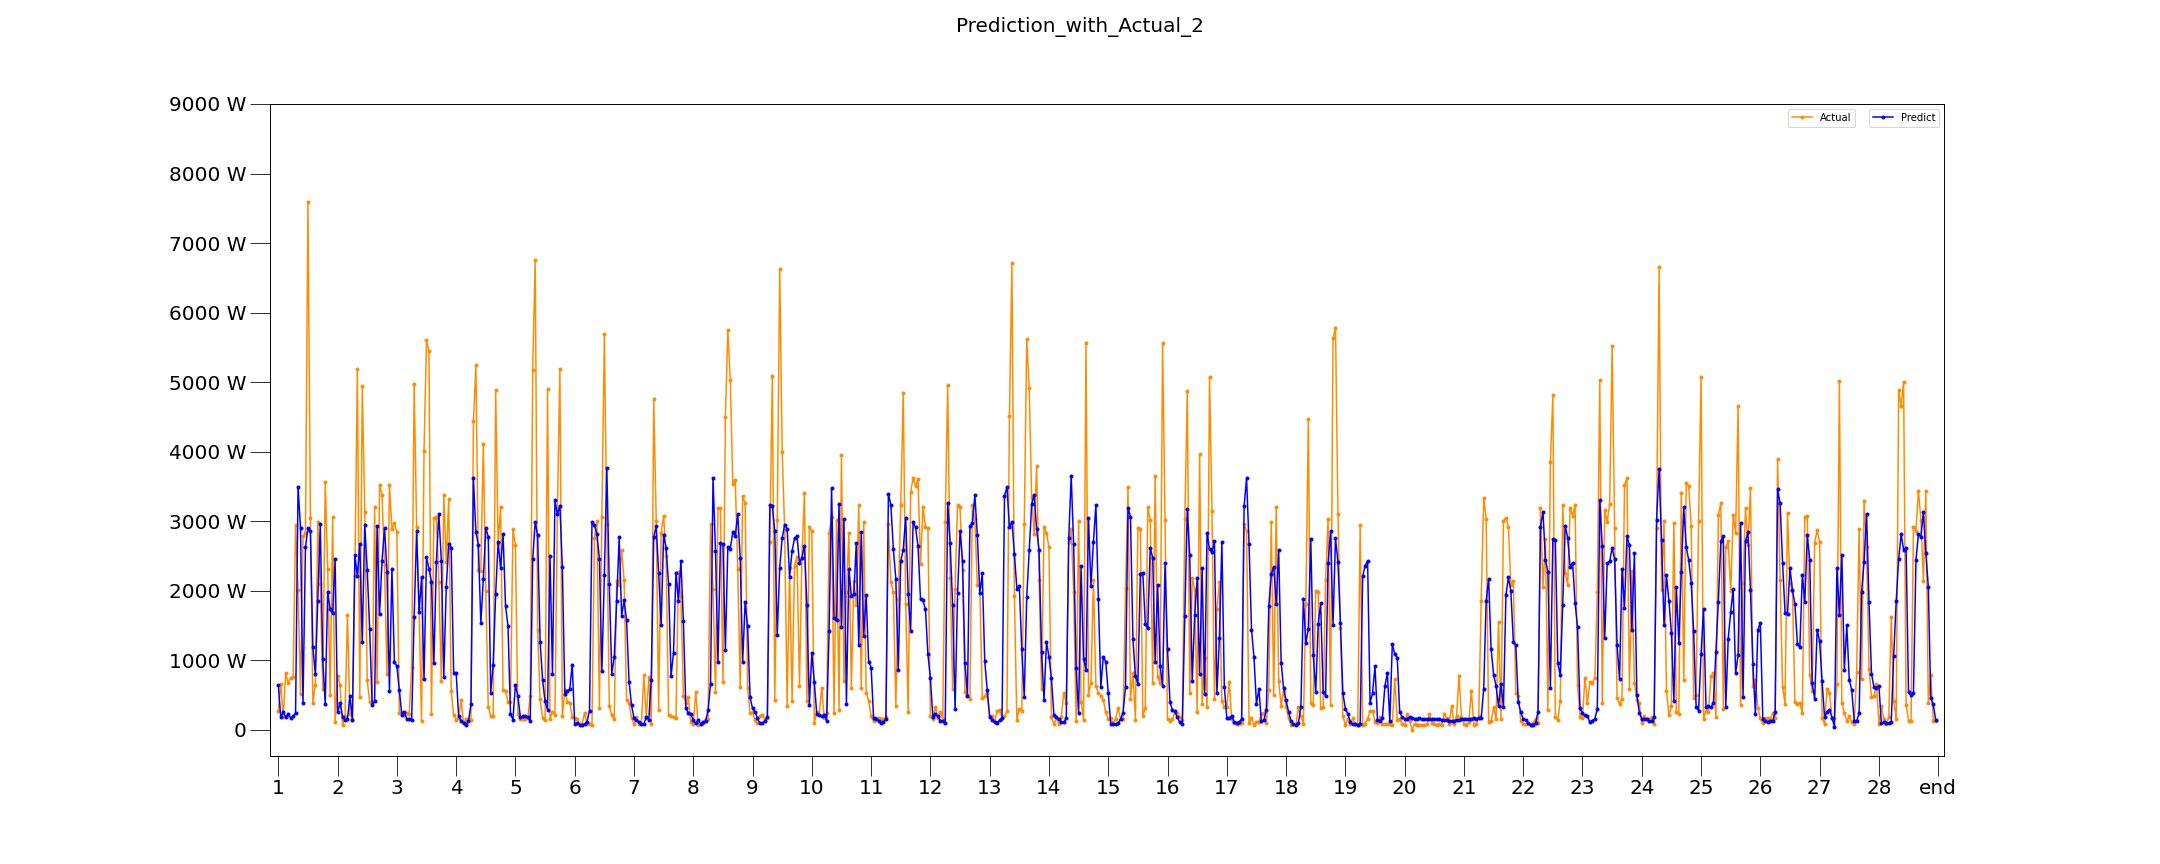 Prediction_with_Actual_2
Actual Predict
9000 W
8000 W
7000 W
6000 W
5000 W
4000 W
3000 W
2000 W
1000 W
0
1 2 3 4 5 6 7 8 9 10 11 12 13 14 15 16 17 18 19 20 21 22 23 24 25 26 27 28 end